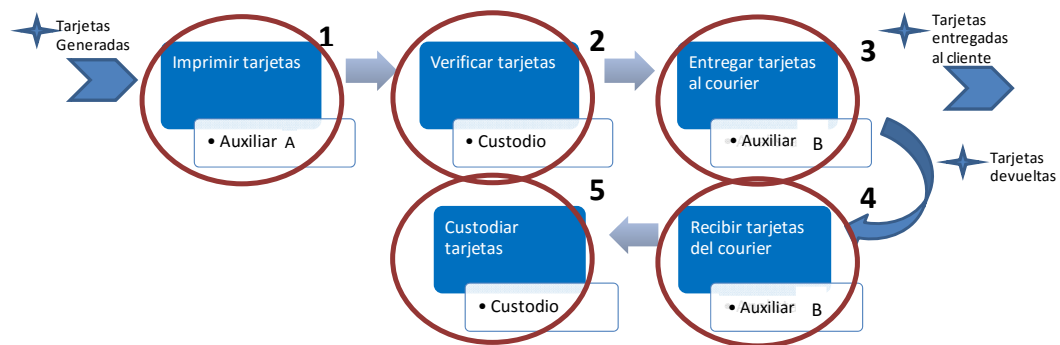 Tarjetas
Generadas
1
Imprimir tarjetas
• Auxiliar A
2
Verificar tarjetas
• Custodio
3
Entregar tarjetas
al courier
• Auxiliar B
Tarjetas
entregadas
al cliente
Tarjetas
devueltas
4
Recibir tarjetas
del courier
• Auxiliar B
5
Custodiar
tarjetas
• Custodio